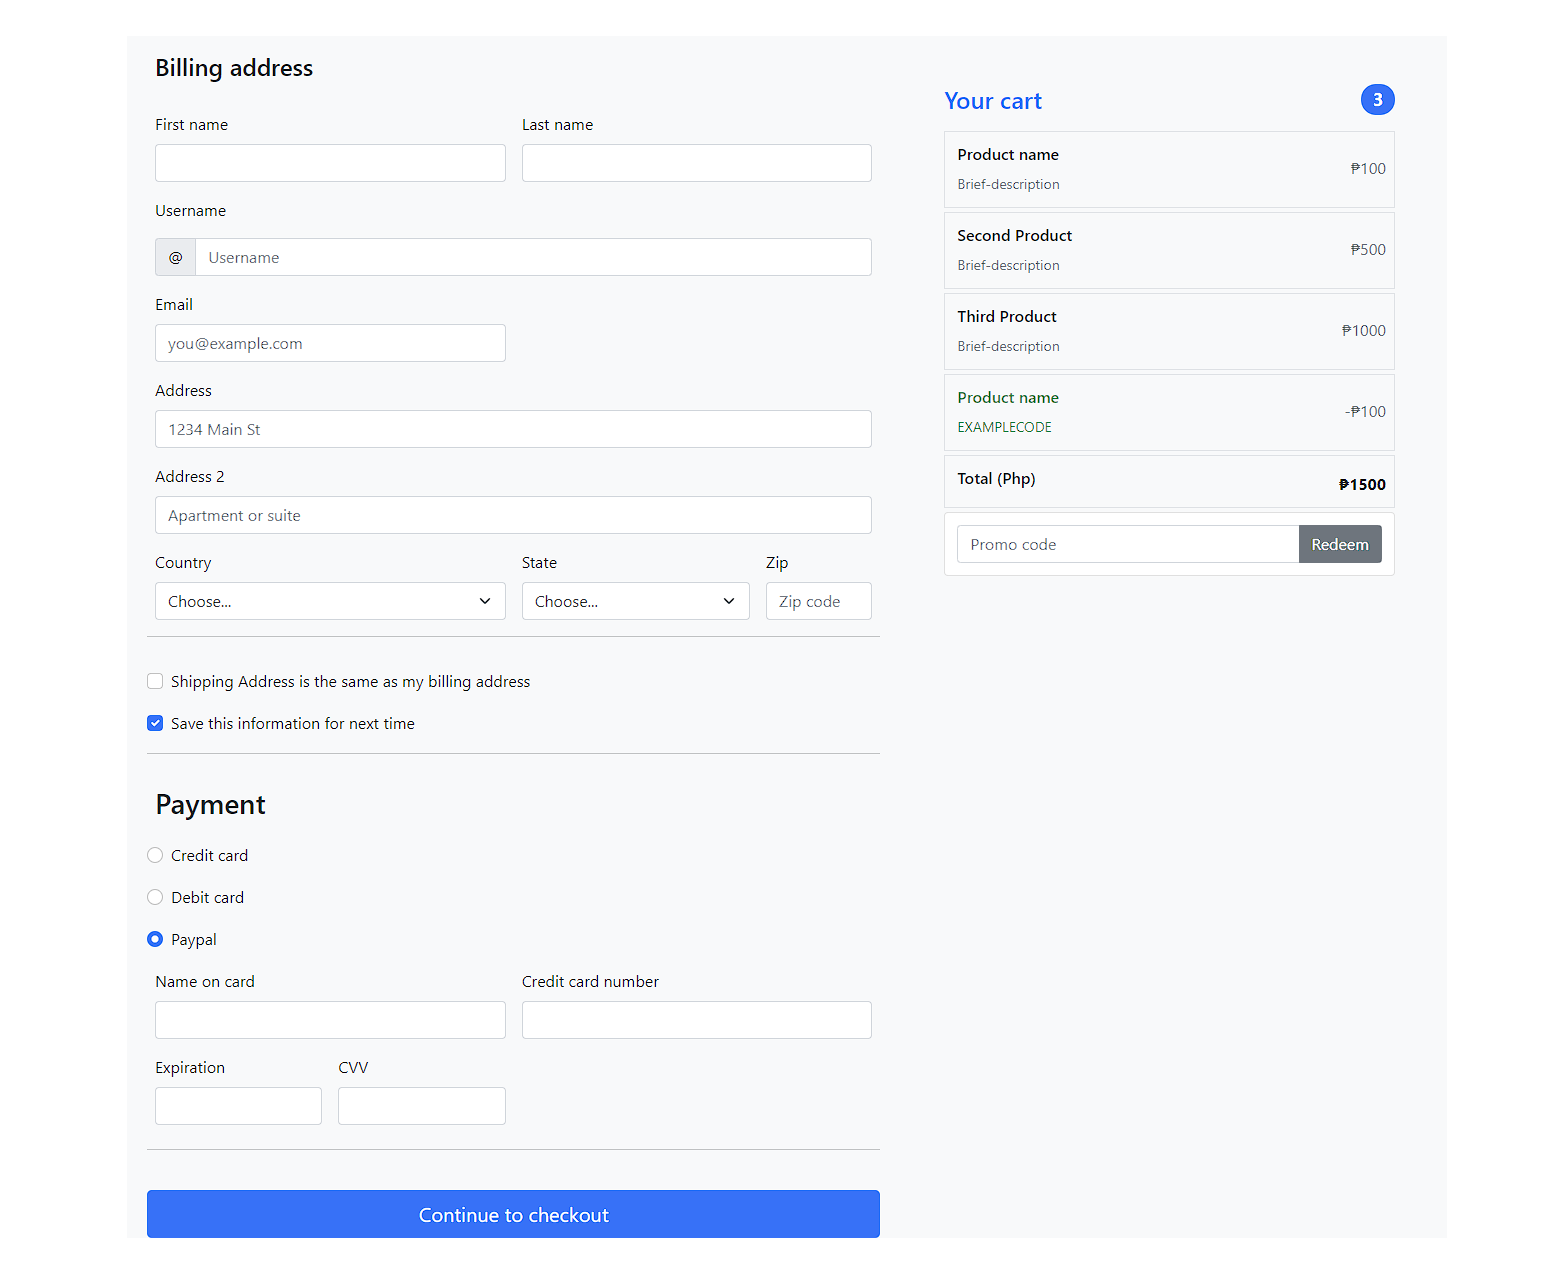 Billing address
First name Last name
Username
@ Username
Email
you@example.com
Address
1234 Main St
Address 2
Apartment or suite
Country State Zip
Choose... Choose... Zip code
Shipping Address is the same as my billing address
Save this information for next time
Payment
Credit card
Debit card
Paypal
Name on card Credit card number
Expiration CVV
Continue to checkout
Your cart 3
Product name
Brief-description
₱100
Second Product
Brief-description
₱500
Third Product
Brief-description
₱1000
Product name
EXAMPLECODE
-₱100
Total (Php) ₱1500
Promo code Redeem